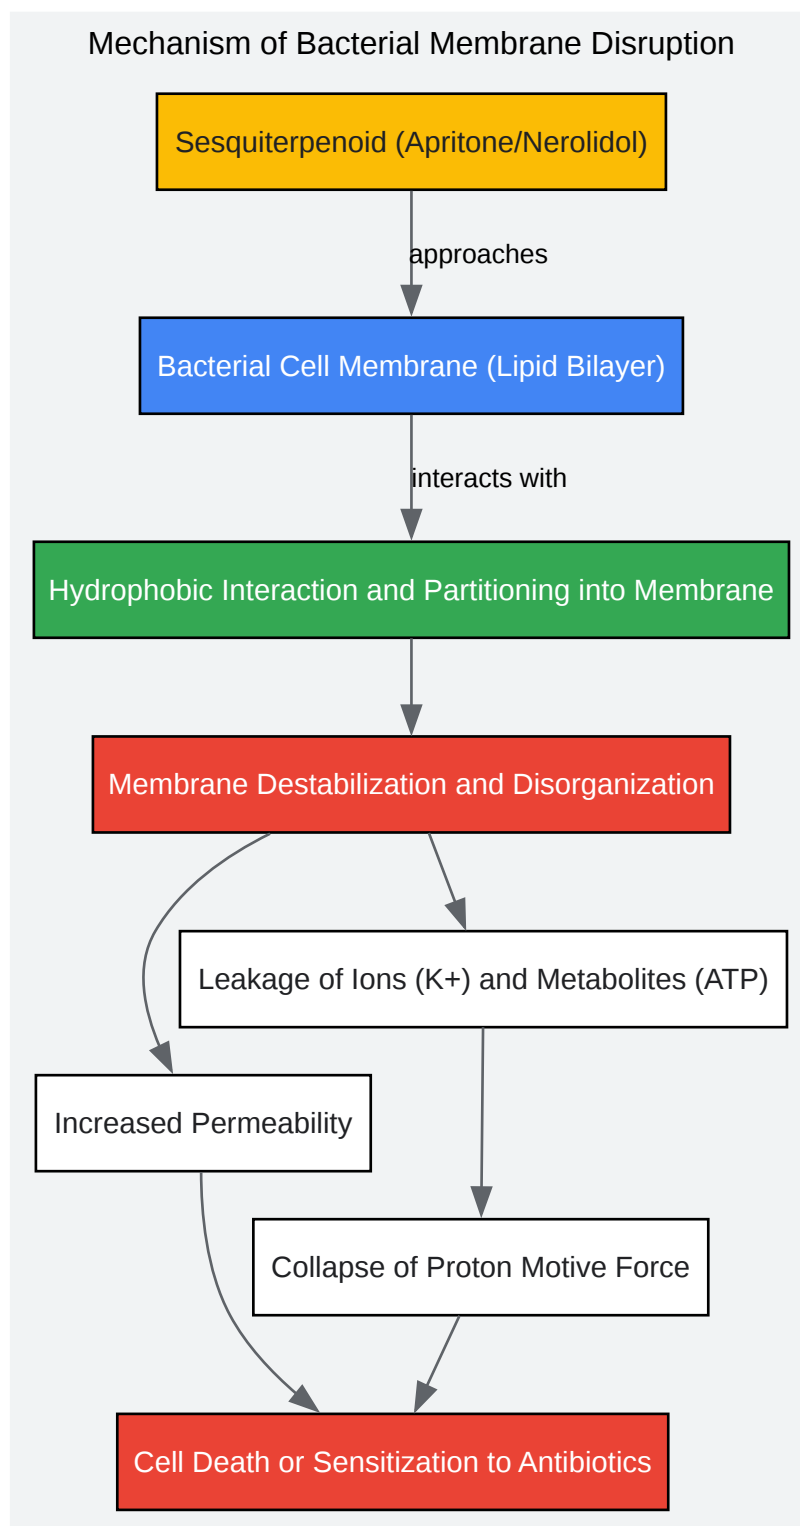 Mechanism of Bacterial Membrane Disruption
Sesquiterpenoid (Apritone/Nerolidol)
approaches
Bacterial Cell Membrane (Lipid Bilayer)
interacts with
Hydrophobic Interaction and Partitioning into Membrane
Membrane Destabilization and Disorganization
Leakage of Ions (K+) and Metabolites (ATP)
Increased Permeability
Collapse of Proton Motive Force
Cell Death or Sensitization to Antibiotics